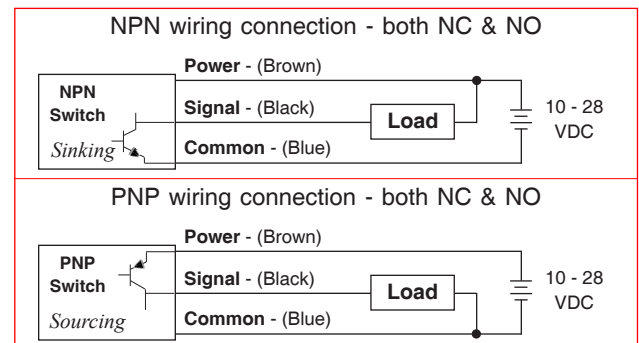 NPN wiring connection - both NC & NO
Power - (Brown)
NPN
Switch
Signal - (Black)
Load
10 - 28
VDC
Sinking
Common - (Blue)
PNP wiring connection - both NC & NO
Power - (Brown)
PNP
Switch
Signal - (Black)
Load
10 - 28
VDC
Sourcing
Common - (Blue)